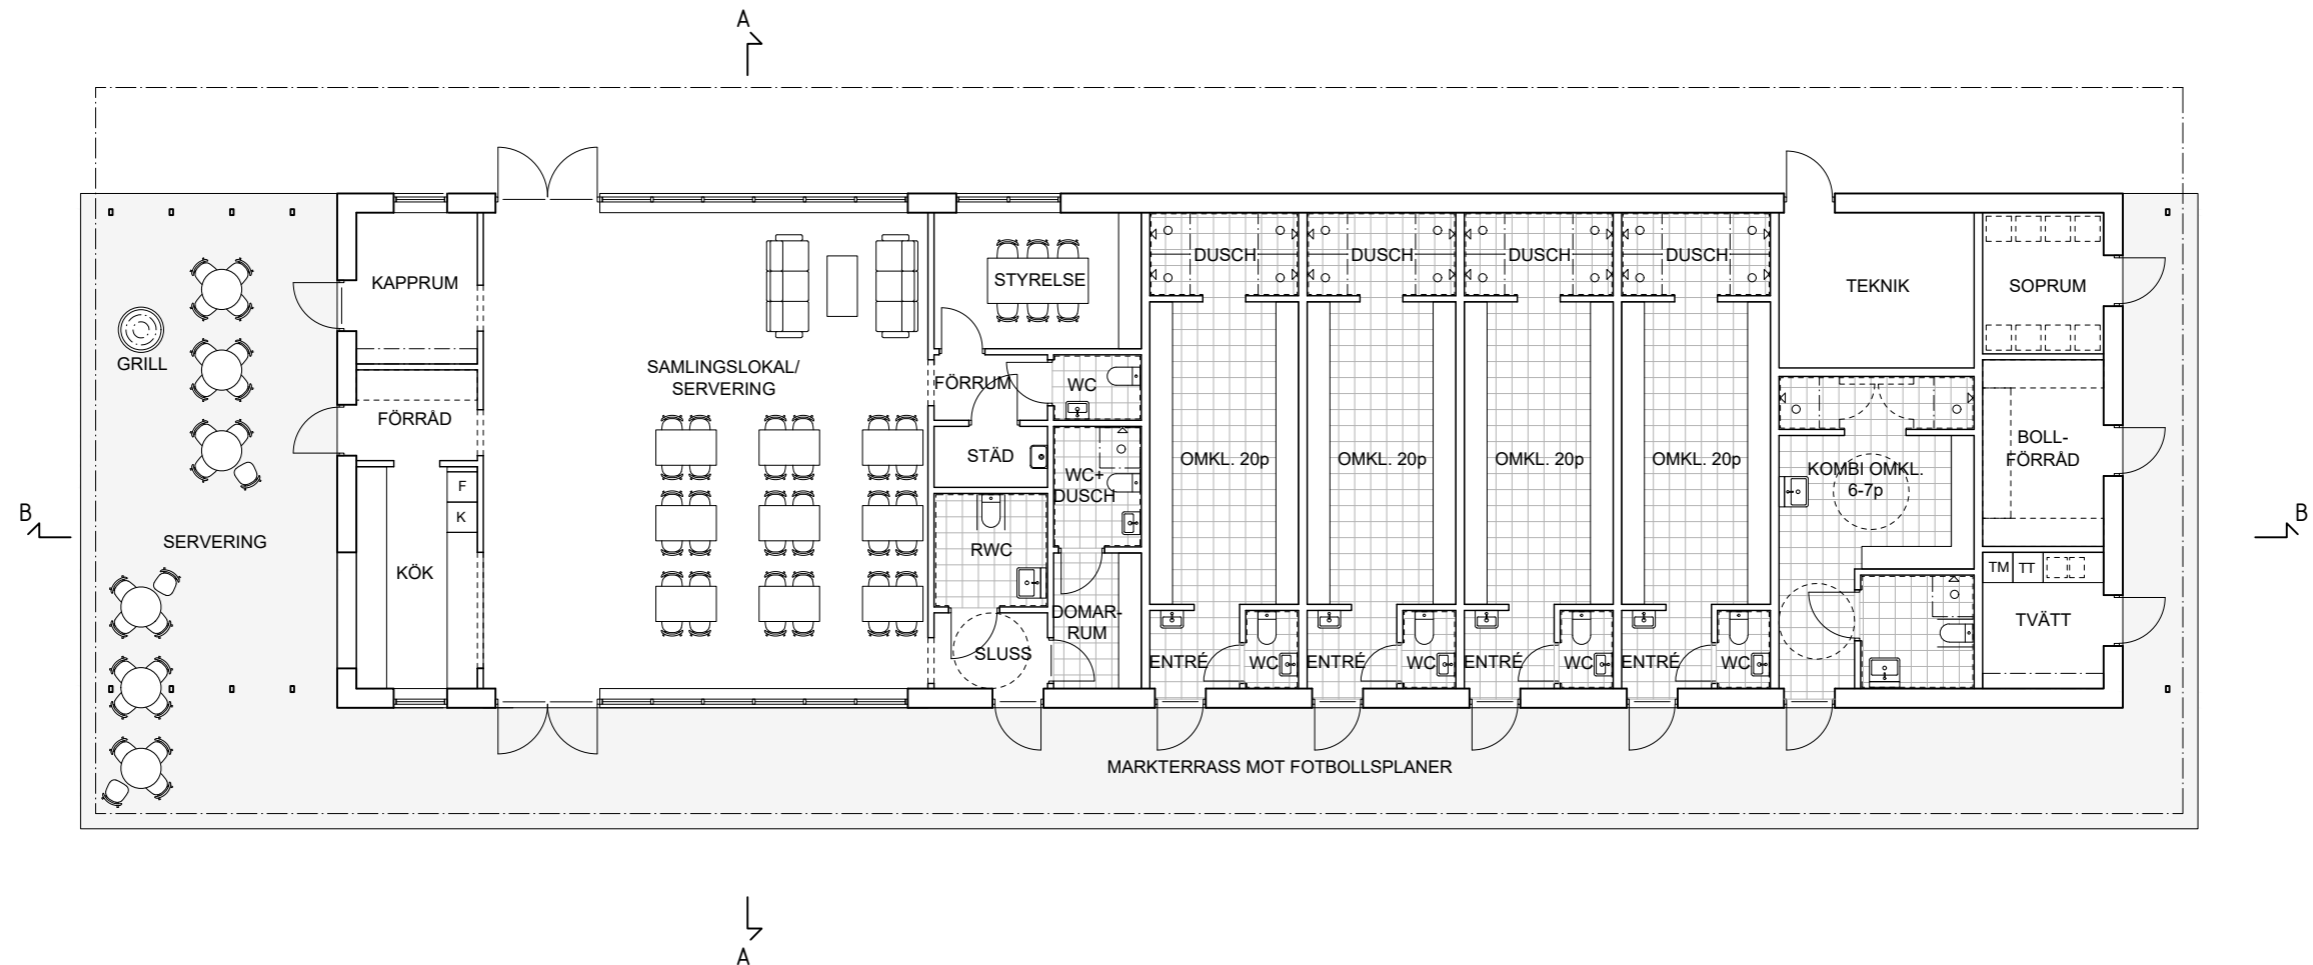 A
DUSCH
DUSCH
DUSCH
DUSCH
KAPPRUM
STYRELSE
TEKNIK
SOPRUM
GRILL
SAMLINGSLOKAL/
SERVERING
FÖRRUM
WC
FÖRRÅD
STÄD
WC+
DUSCH
OMKL. 20p
OMKL. 20p
OMKL. 20p
OMKL. 20p
KOMBI OMKL.
6-7p
BOLL-
FÖRRÅD
F
K
B
B
SERVERING
KÖK
RWC
TM
TT
DOMAR-
RUM
TVÄTT
SLUSS
ENTRÉ
WC
ENTRÉ
WC
ENTRÉ
WC
ENTRÉ
WC
MARKTERRASS MOT FOTBOLLSPLANER
A